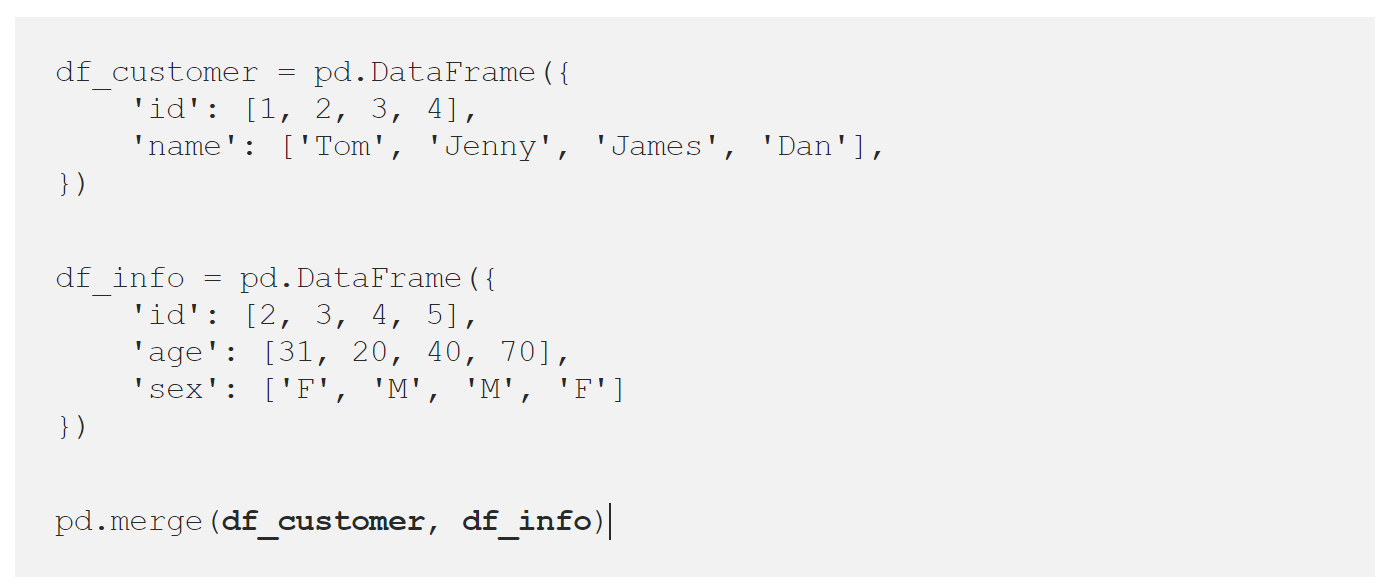 df_customer = pd.DataFrame({
    'id': [1, 2, 3, 4],
    'name': ['Tom', 'Jenny', 'James', 'Dan'],
})
df_info = pd.DataFrame({
    'id': [2, 3, 4, 5],
    'age': [31, 20, 40, 70],
    'sex': ['F', 'M', 'M', 'F']
})
pd.merge(df_customer, df_info)